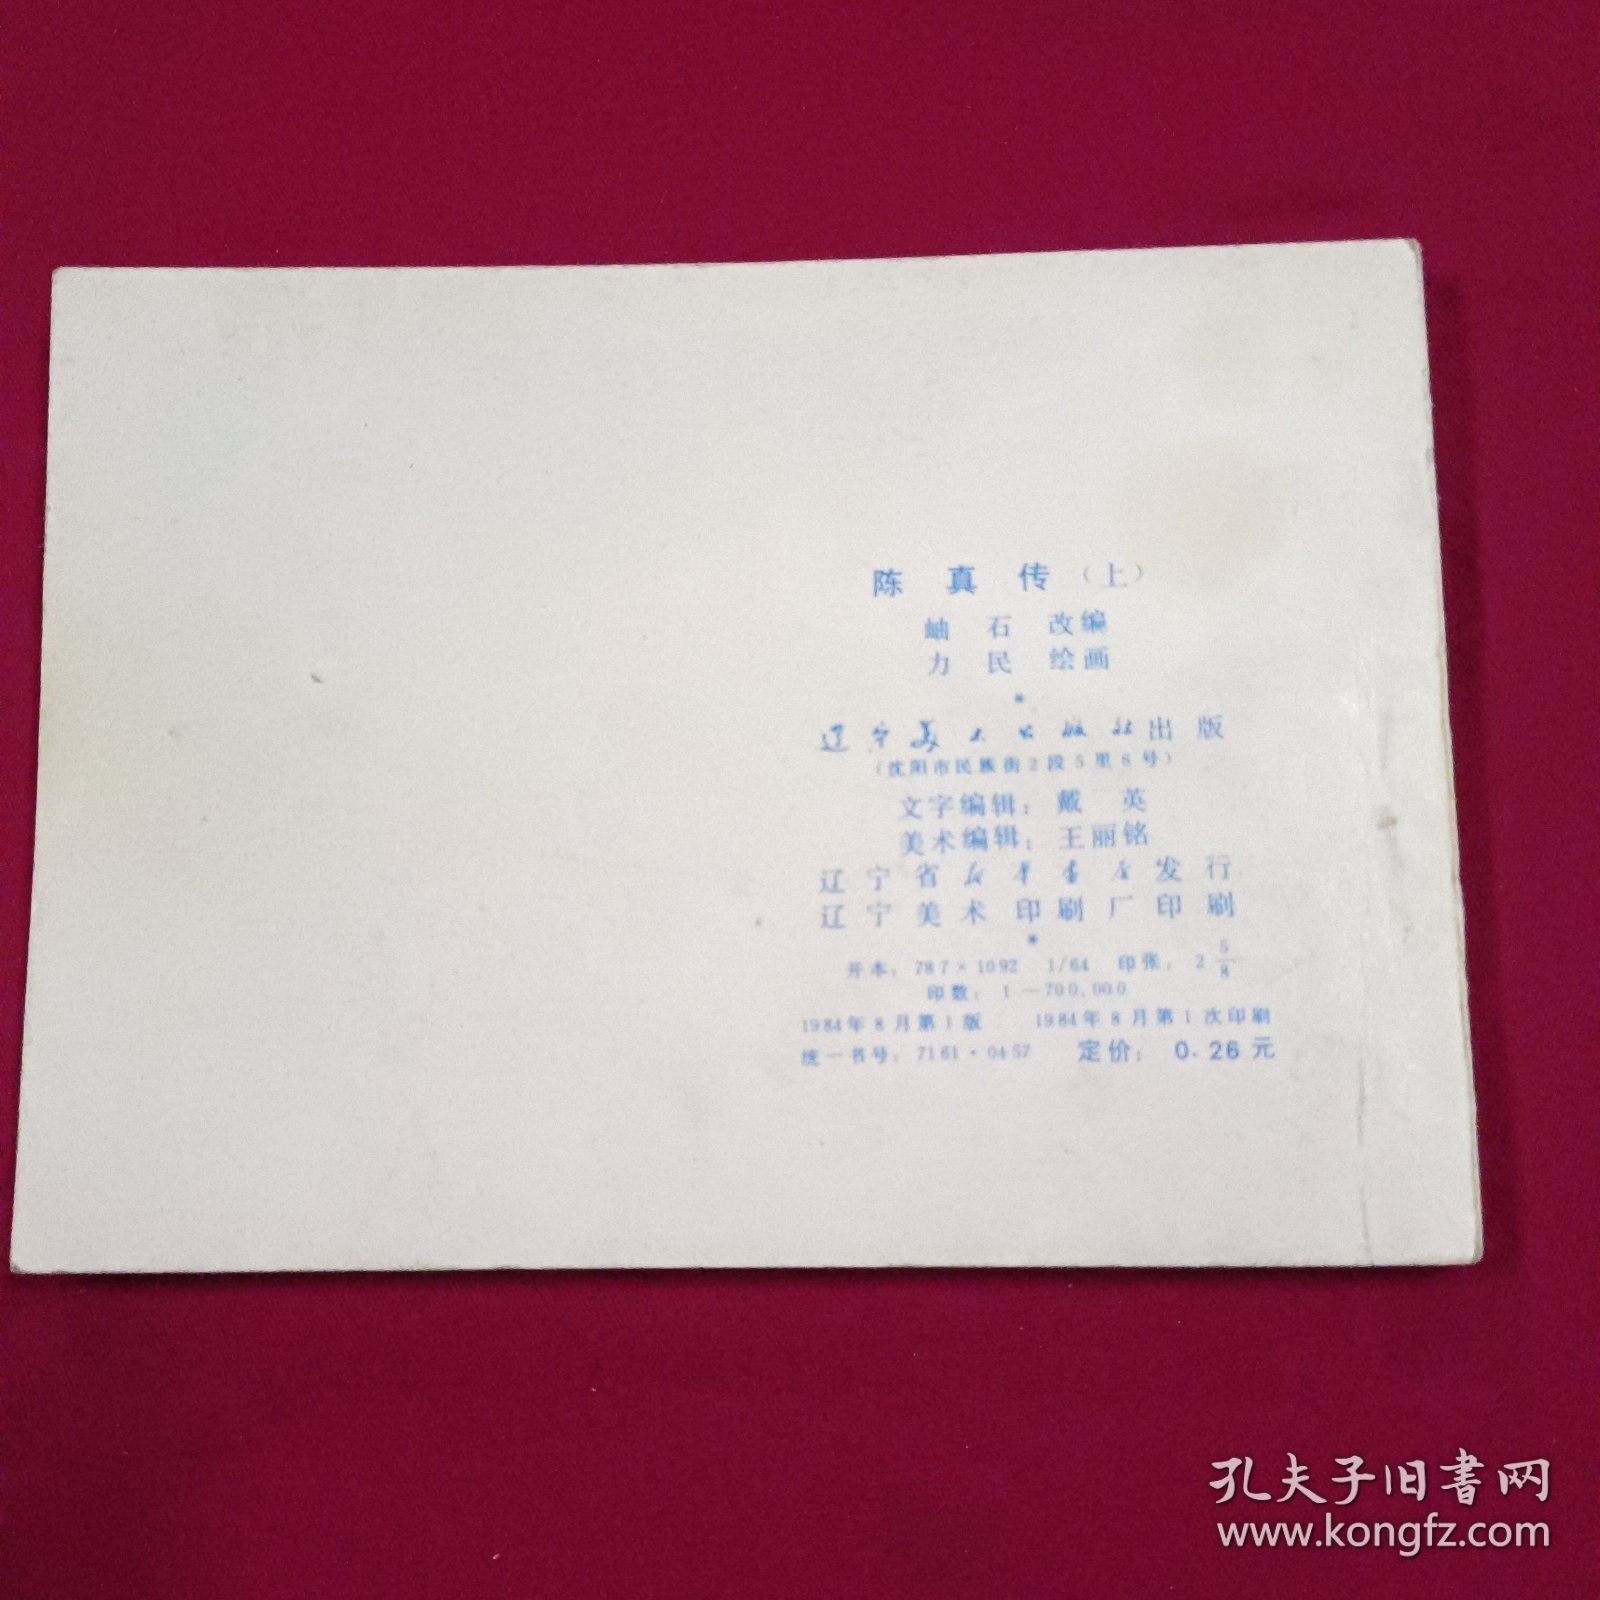 陈真传（上）
岫石 改编
力民 绘画
*
辽宁美术出版社出版
（沈阳市民族街2段5里6号）
文字编辑：戴英
美术编辑：王丽铭
辽宁省新华书店发行
辽宁美术印刷厂印刷
*
开本：787×1092 1/64 印张：2 5/8
印数：1—700,000
1984年8月第1版 1984年8月第1次印刷
统一书号：7161·0457 定价：0.26元
孔夫子旧書网
www.kongfz.com